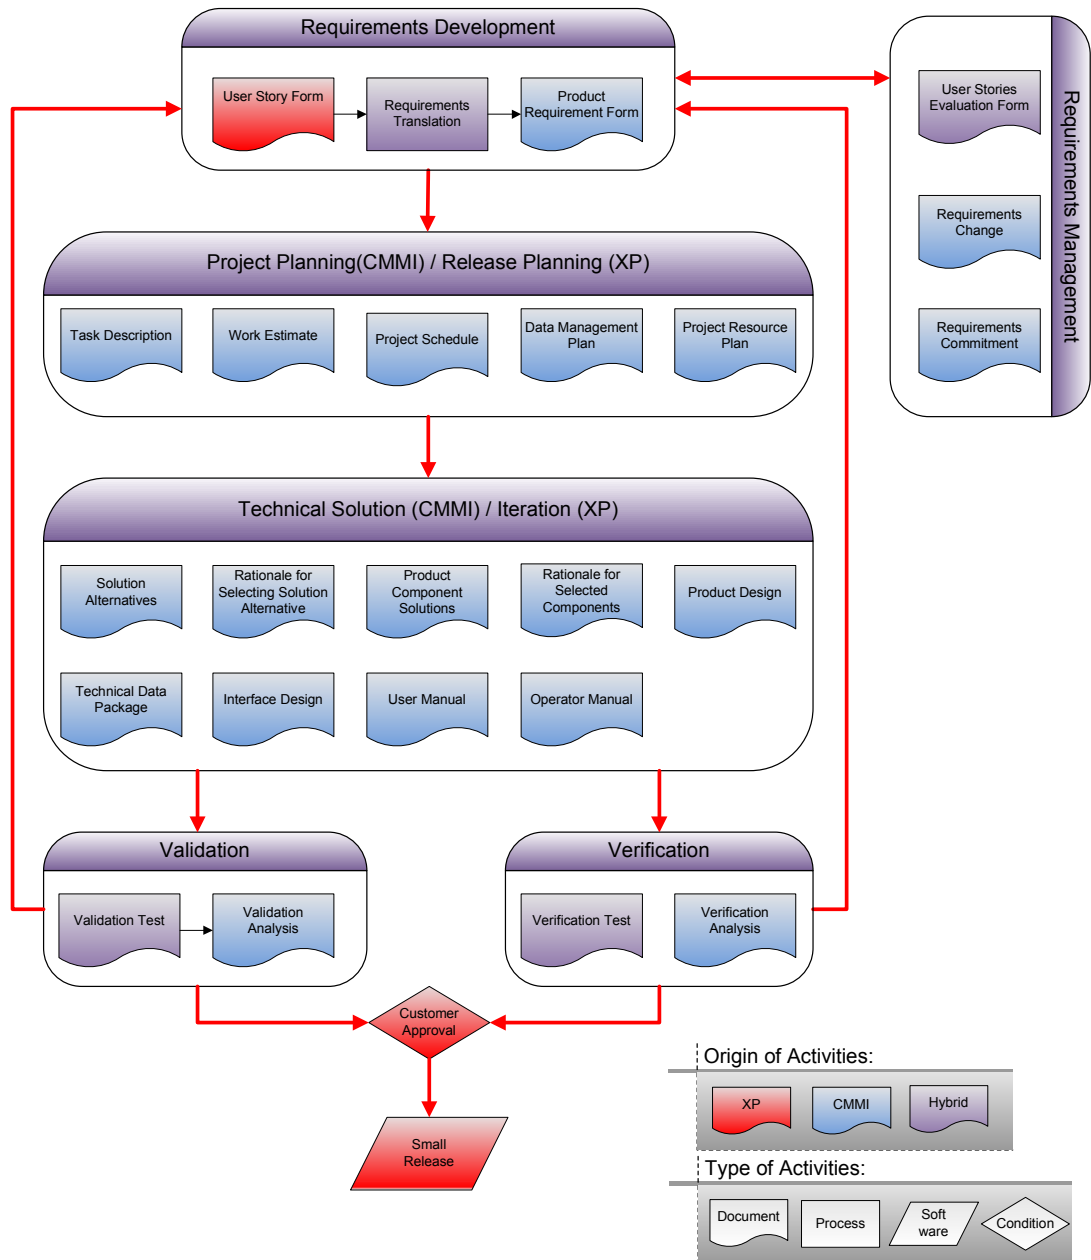 Requirements Development
User Story Form
Requirements
Translation
Product
Requirement Form
User Stories
Evaluation Form
Requirements
Change
Requirements
Commitment
Requirements Management
Project Planning(CMMI) / Release Planning (XP)
Task Description
Work Estimate
Project Schedule
Data Management
Plan
Project Resource
Plan
Technical Solution (CMMI) / Iteration (XP)
Solution
Alternatives
Rationale for
Selecting Solution
Alternative
Product
Component
Solutions
Rationale for
Selected
Components
Product Design
Technical Data
Package
Interface Design
User Manual
Operator Manual
Validation
Validation Test
Validation
Analysis
Verification
Verification Test
Verification
Analysis
Customer
Approval
Small
Release
Origin of Activities:
XP
CMMI
Hybrid
Type of Activities:
Document
Process
Soft
ware
Condition